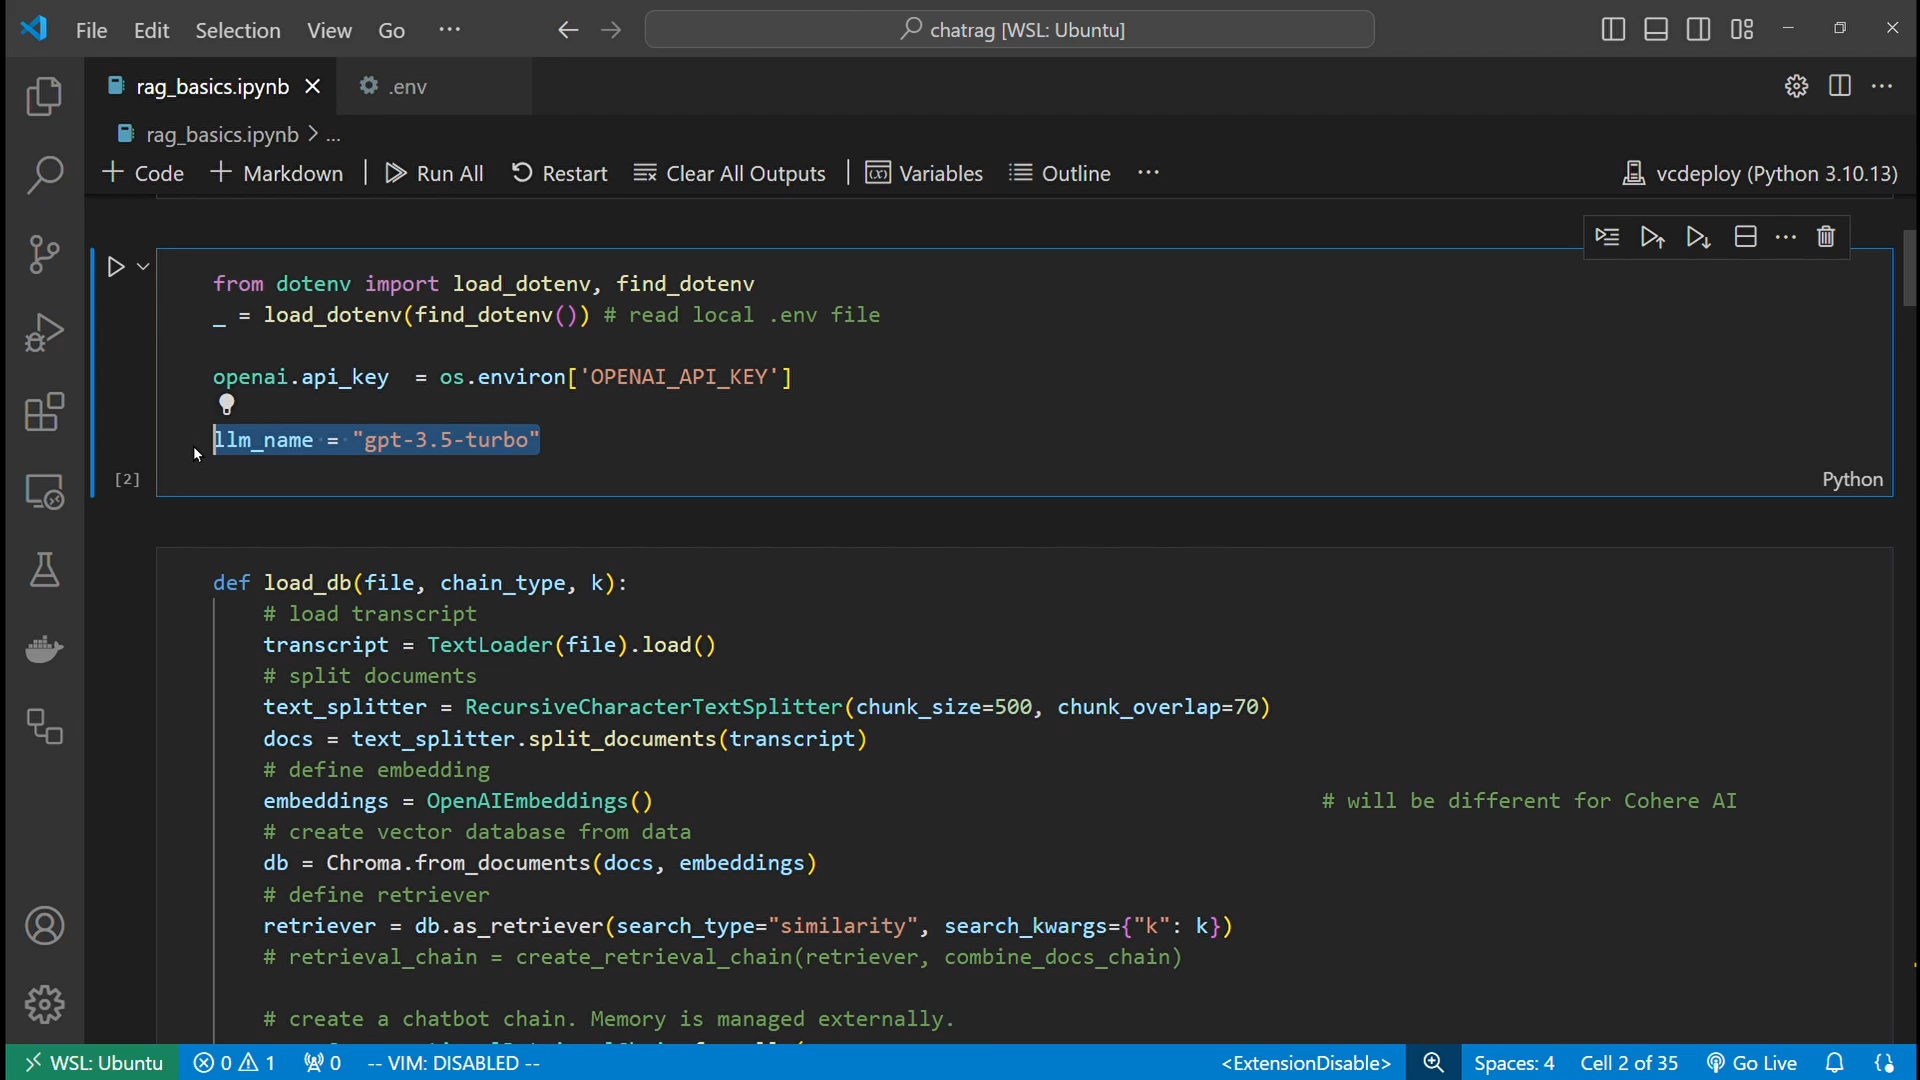 File Edit Selection View Go ··· chatrag [WSL: Ubuntu]
rag_basics.ipynb .env
rag_basics.ipynb > ...
Code Markdown Run All Restart Clear All Outputs Variables Outline ··· vcdeploy (Python 3.10.13)
from dotenv import load_dotenv, find_dotenv
_ = load_dotenv(find_dotenv()) # read local .env file
openai.api_key  = os.environ['OPENAI_API_KEY']
llm_name = "gpt-3.5-turbo"
[2] Python
def load_db(file, chain_type, k):
# load transcript
transcript = TextLoader(file).load()
# split documents
text_splitter = RecursiveCharacterTextSplitter(chunk_size=500, chunk_overlap=70)
docs = text_splitter.split_documents(transcript)
# define embedding
embeddings = OpenAIEmbeddings() # will be different for Cohere AI
# create vector database from data
db = Chroma.from_documents(docs, embeddings)
# define retriever
retriever = db.as_retriever(search_type="similarity", search_kwargs={"k": k})
# retrieval_chain = create_retrieval_chain(retriever, combine_docs_chain)
# create a chatbot chain. Memory is managed externally.
WSL: Ubuntu 0 1 0 -- VIM: DISABLED -- <ExtensionDisable> Spaces: 4 Cell 2 of 35 Go Live